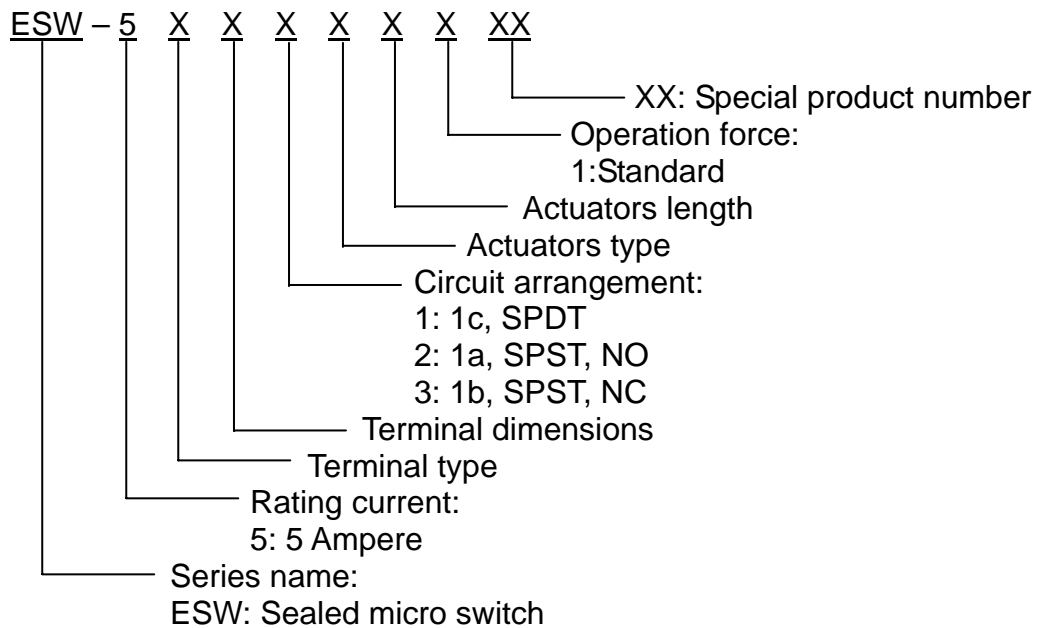 ESW – 5 X X X X X X XX
XX: Special product number
Operation force:
1:Standard
Actuators length
Actuators type
Circuit arrangement:
1: 1c, SPDT
2: 1a, SPST, NO
3: 1b, SPST, NC
Terminal dimensions
Terminal type
Rating current:
5: 5 Ampere
Series name:
ESW: Sealed micro switch